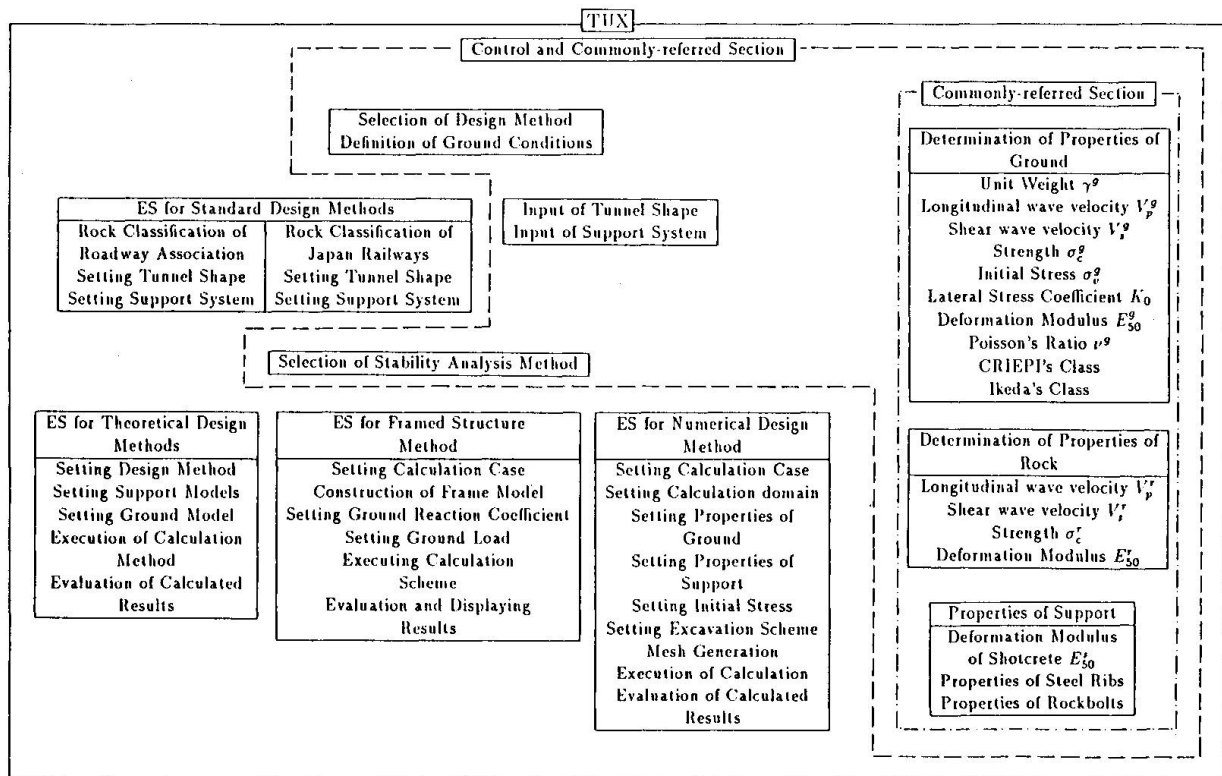 TUX
Control and Commonly-referred Section
Selection of Design Method
Definition of Ground Conditions
ES for Standard Design Methods
Rock Classification of
Roadway Association
Setting Tunnel Shape
Setting Support System
Rock Classification of
Japan Railways
Setting Tunnel Shape
Setting Support System
Input of Tunnel Shape
Input of Support System
Selection of Stability Analysis Method
ES for Theoretical Design
Methods
Setting Design Method
Setting Support Models
Setting Ground Model
Execution of Calculation
Method
Evaluation of Calculated
Results
ES for Framed Structure
Method
Setting Calculation Case
Construction of Frame Model
Setting Ground Reaction Coefficient
Setting Ground Load
Executing Calculation
Scheme
Evaluation and Displaying
Results
ES for Numerical Design
Method
Setting Calculation Case
Setting Calculation domain
Setting Properties of
Ground
Setting Properties of
Support
Setting Initial Stress
Setting Excavation Scheme
Mesh Generation
Execution of Calculation
Evaluation of Calculated
Results
Commonly-referred Section
Determination of Properties of
Ground
Unit Weight γ^g
Longitudinal wave velocity V_p^g
Shear wave velocity V_s^g
Strength σ_c^g
Initial Stress σ_v^g
Lateral Stress Coefficient K_0
Deformation Modulus E_50^g
Poisson's Ratio ν^g
CRIEPI's Class
Ikeda's Class
Determination of Properties of
Rock
Longitudinal wave velocity V_p^r
Shear wave velocity V_s^r
Strength σ_c^r
Deformation Modulus E_50^r
Properties of Support
Deformation Modulus
of Shotcrete E_50^s
Properties of Steel Ribs
Properties of Rockbolts